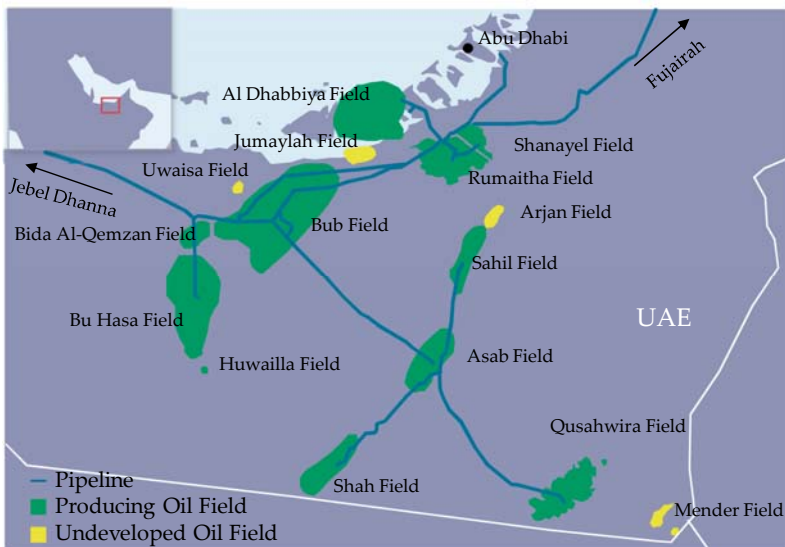 Abu Dhabi
Fujairah
Al Dhabbiya Field
Jumaylah Field
Shanayel Field
Uwaisa Field
Rumaitha Field
Jebel Dhanna
Arjan Field
Bub Field
Bida Al-Qemzan Field
Sahil Field
Bu Hasa Field
UAE
Huwailla Field
Asab Field
Qusahwira Field
Pipeline
Shah Field
Producing Oil Field
Mender Field
Undeveloped Oil Field